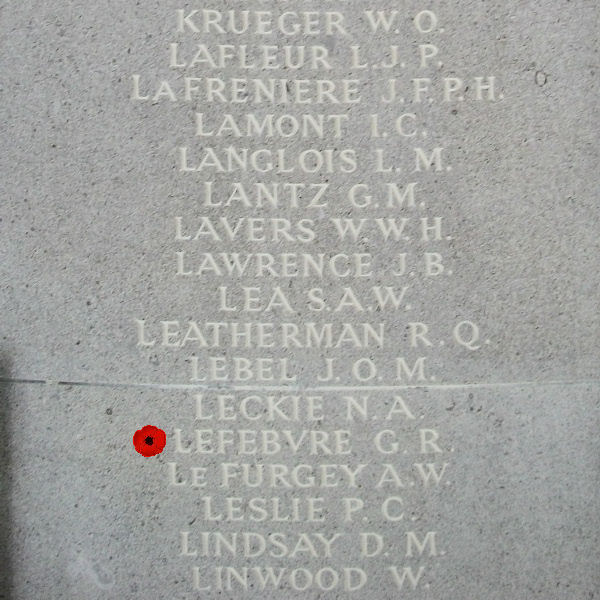 KRUEGER W. O.
LAFLEUR L. J. P.
LAFRENIERE J. F. P. H.
LAMONT I. C.
LANGLOIS L. M.
LANTZ G. M.
LAVERS W. W. H.
LAWRENCE J. B.
LEA S. A. W.
LEATHERMAN R. Q.
LEBEL J. O. M.
LECKIE N. A.
LEFEBVRE G. R.
LE FURGEY A. W.
LESLIE P. C.
LINDSAY D. M.
LINWOOD W.